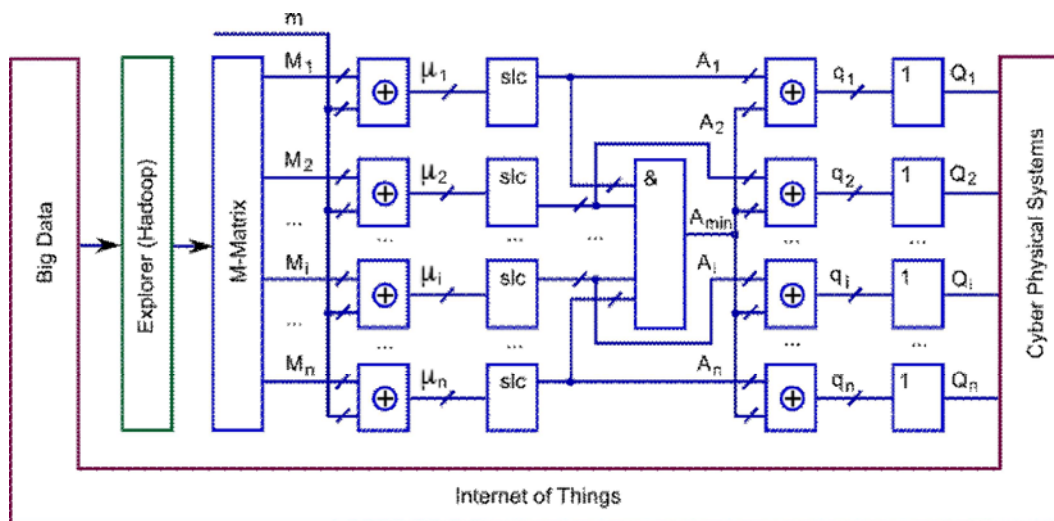 m
Big Data
Explorer (Hadoop)
M-Matrix
M1
M2
...
Mi
...
Mn
⊕
⊕
...
⊕
...
⊕
μ1
μ2
...
μi
...
μn
slc
slc
...
slc
...
slc
&
...
A1
A2
Amin
Ai
An
⊕
⊕
...
⊕
...
⊕
q1
q2
...
qi
...
qn
1
1
...
1
...
1
Q1
Q2
Qi
Qn
Cyber Physical Systems
Internet of Things